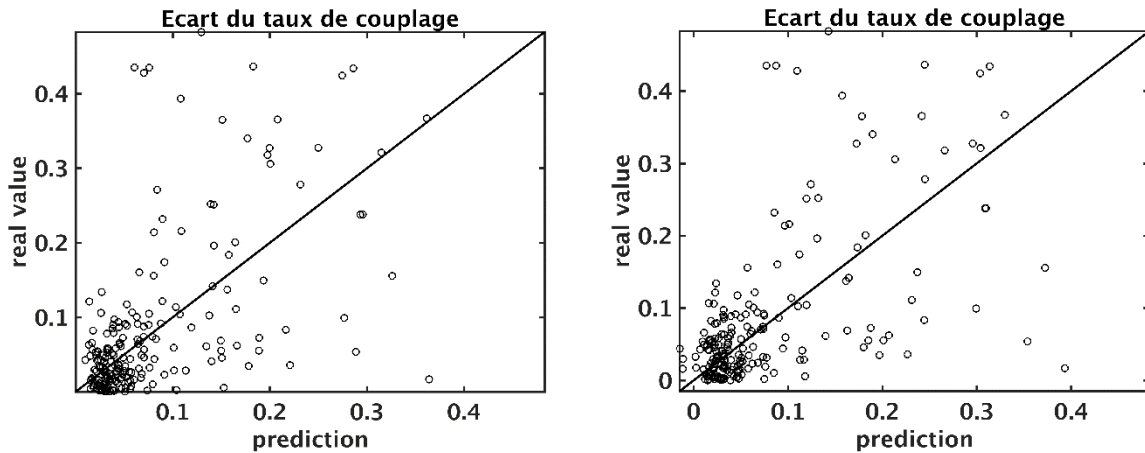 Ecart du taux de couplage
real value
0.4
0.3
0.2
0.1
0.1 0.2 0.3 0.4
prediction
Ecart du taux de couplage
real value
0.4
0.3
0.2
0.1
0
0 0.1 0.2 0.3 0.4
prediction